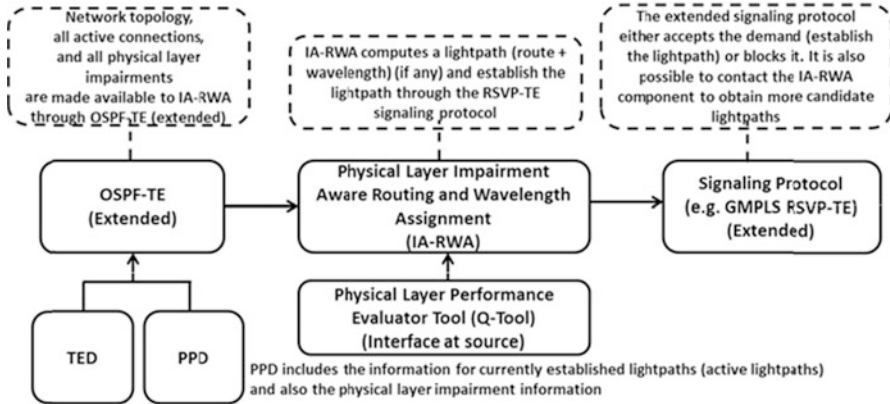 Network topology,
all active connections,
and all physical layer
impairments
are made available to IA-RWA
through OSPF-TE (extended)
IA-RWA computes a lightpath (route +
wavelength) (if any) and establish the
lightpath through the RSVP-TE
signaling protocol
The extended signaling protocol
either accepts the demand (establish
the lightpath) or blocks it. It is also
possible to contact the IA-RWA
component to obtain more candidate
lightpaths
OSPF-TE
(Extended)
Physical Layer Impairment
Aware Routing and Wavelength
Assignment
(IA-RWA)
Signaling Protocol
(e.g. GMPLS RSVP-TE)
(Extended)
TED
PPD
Physical Layer Performance
Evaluator Tool (Q-Tool)
(Interface at source)
PPD includes the information for currently established lightpaths (active lightpaths)
and also the physical layer impairment information